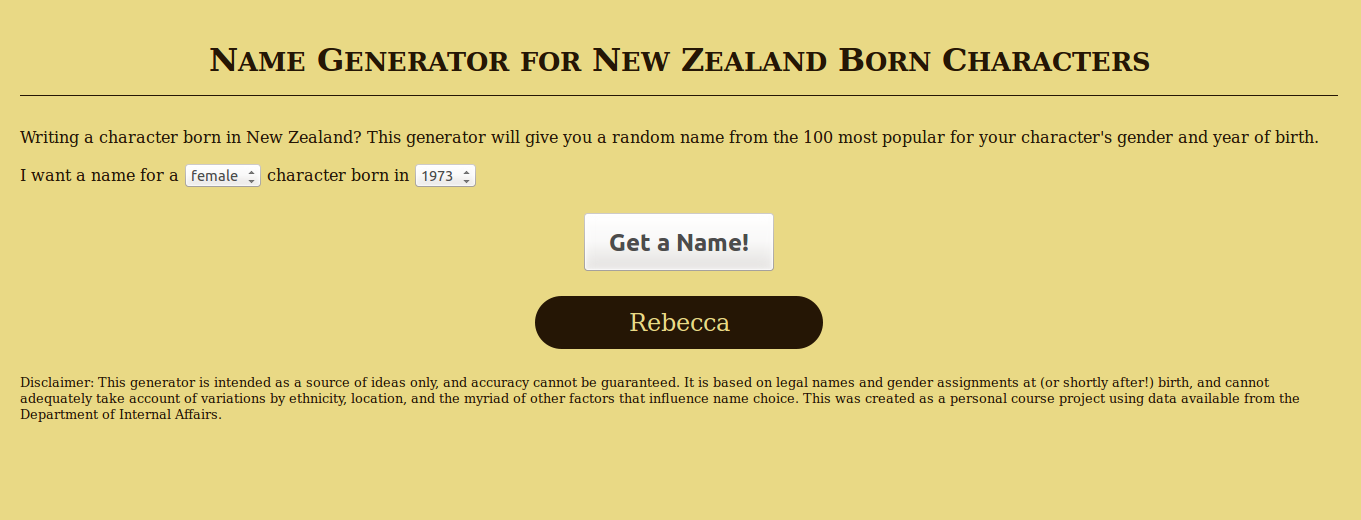 Name Generator for New Zealand Born Characters
Writing a character born in New Zealand? This generator will give you a random name from the 100 most popular for your character's gender and year of birth.
I want a name for a female character born in 1973
Get a Name!
Rebecca
Disclaimer: This generator is intended as a source of ideas only, and accuracy cannot be guaranteed. It is based on legal names and gender assignments at (or shortly after!) birth, and cannot
adequately take account of variations by ethnicity, location, and the myriad of other factors that influence name choice. This was created as a personal course project using data available from the
Department of Internal Affairs.